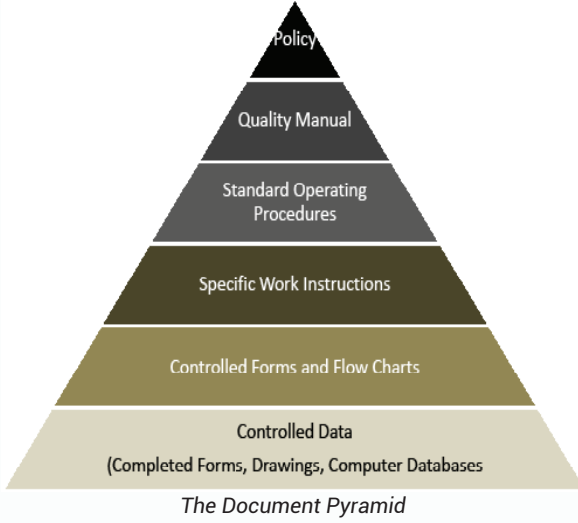 Policy
Quality Manual
Standard Operating
Procedures
Specific Work Instructions
Controlled Forms and Flow Charts
Controlled Data
(Completed Forms, Drawings, Computer Databases
The Document Pyramid